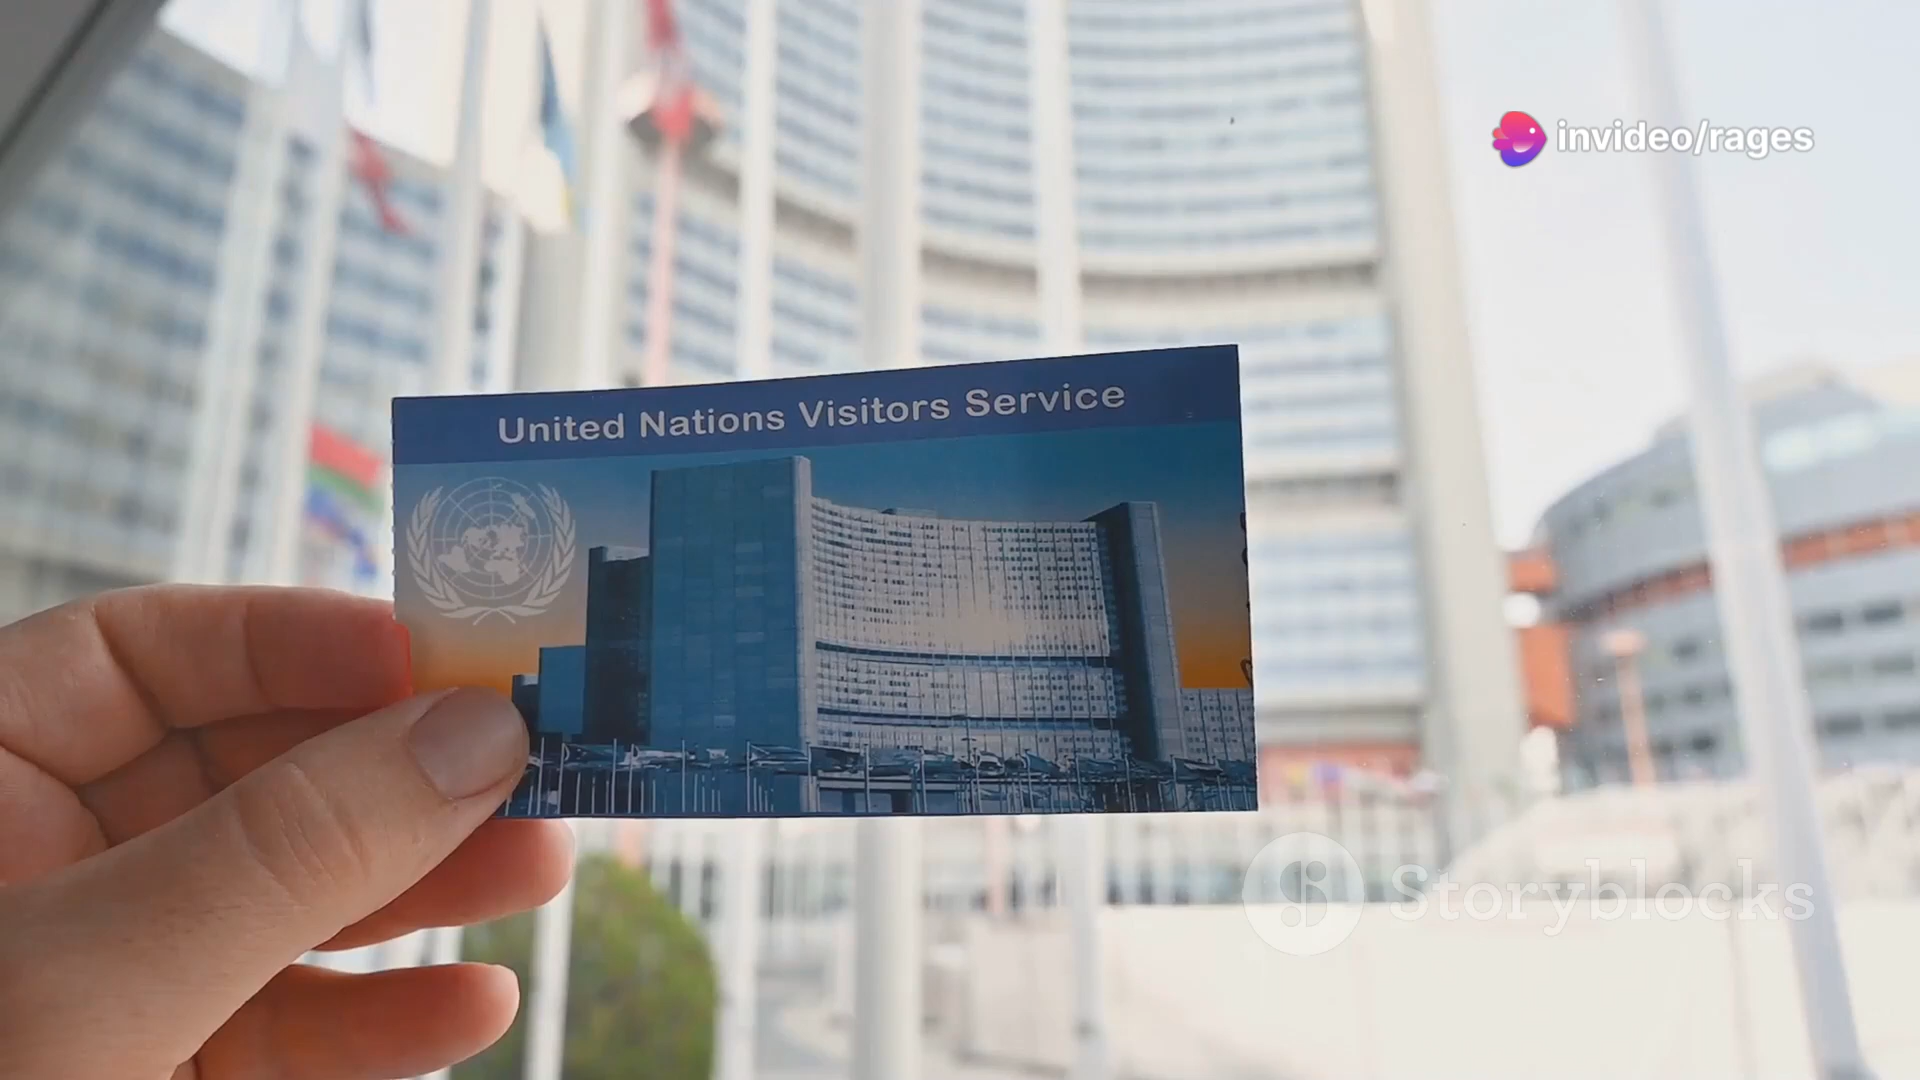 invideo/rages
United Nations Visitors Service
Storyblocks